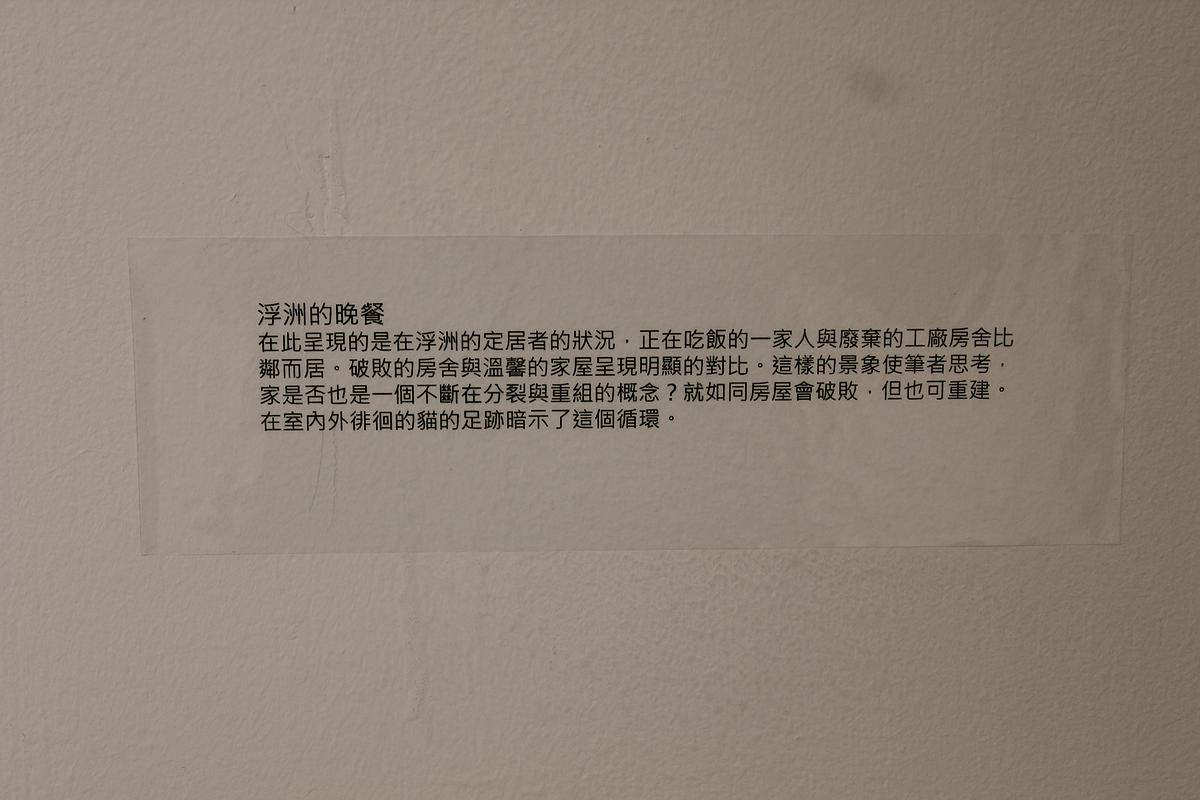 浮洲的晚餐
在此呈現的是在浮洲的定居者的狀況，正在吃飯的一家人與廢棄的工廠房舍比
鄰而居。破敗的房舍與溫馨的家屋呈現明顯的對比。這樣的景象使筆者思考，
家是否也是一個不斷在分裂與重組的概念？就如同房屋會破敗，但也可重建。
在室內外徘徊的貓的足跡暗示了這個循環。